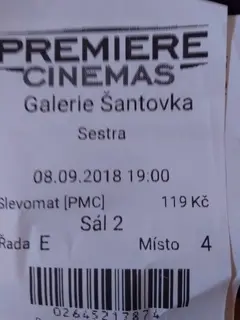 PREMIERE
CINEMAS
Galerie Šantovka
Sestra
08.09.2018 19:00
Slevomat [PMC] 119 Kč
Sál 2
Řada E Místo 4
02645217874